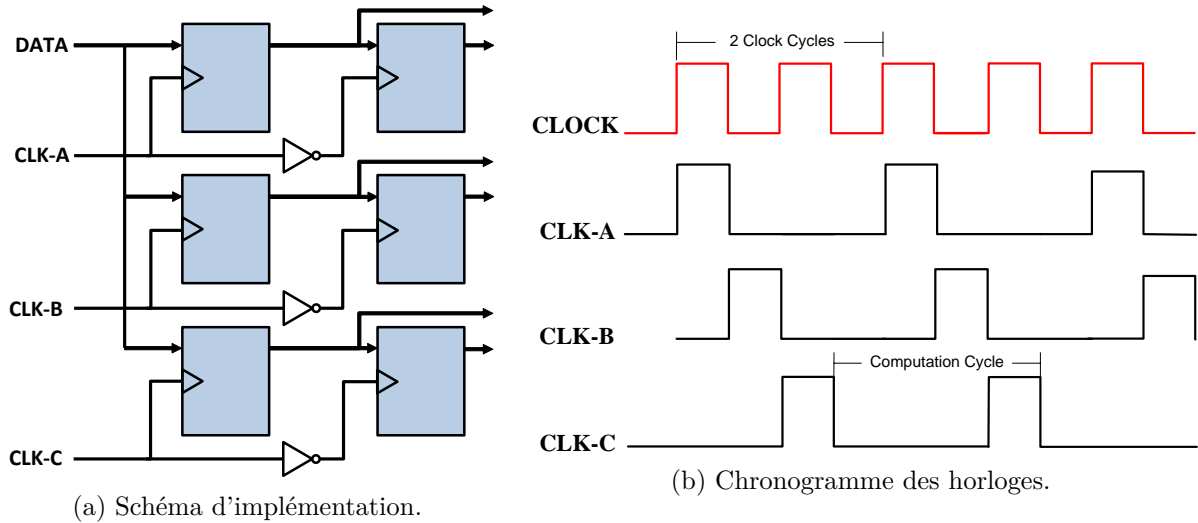 DATA
CLK-A
CLK-B
CLK-C
(a) Schéma d'implémentation.
2 Clock Cycles
CLOCK
CLK-A
CLK-B
Computation Cycle
CLK-C
(b) Chronogramme des horloges.